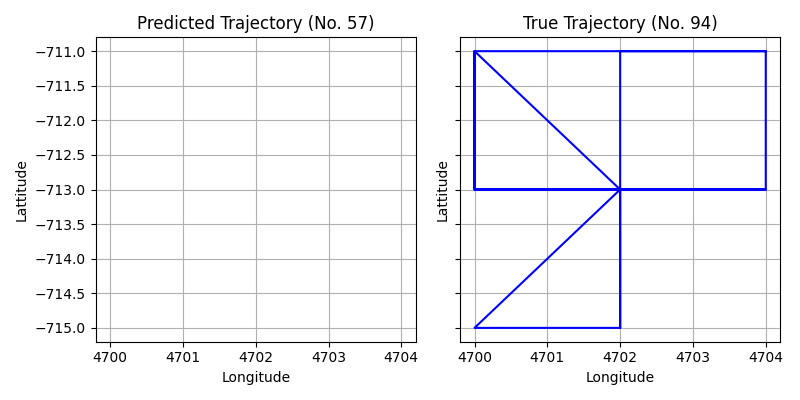 Predicted Trajectory (No. 57)
True Trajectory (No. 94)
Lattitude
−711.0
−711.5
−712.0
−712.5
−713.0
−713.5
−714.0
−714.5
−715.0
4700 4701 4702 4703 4704
Longitude
Lattitude
4700 4701 4702 4703 4704
Longitude